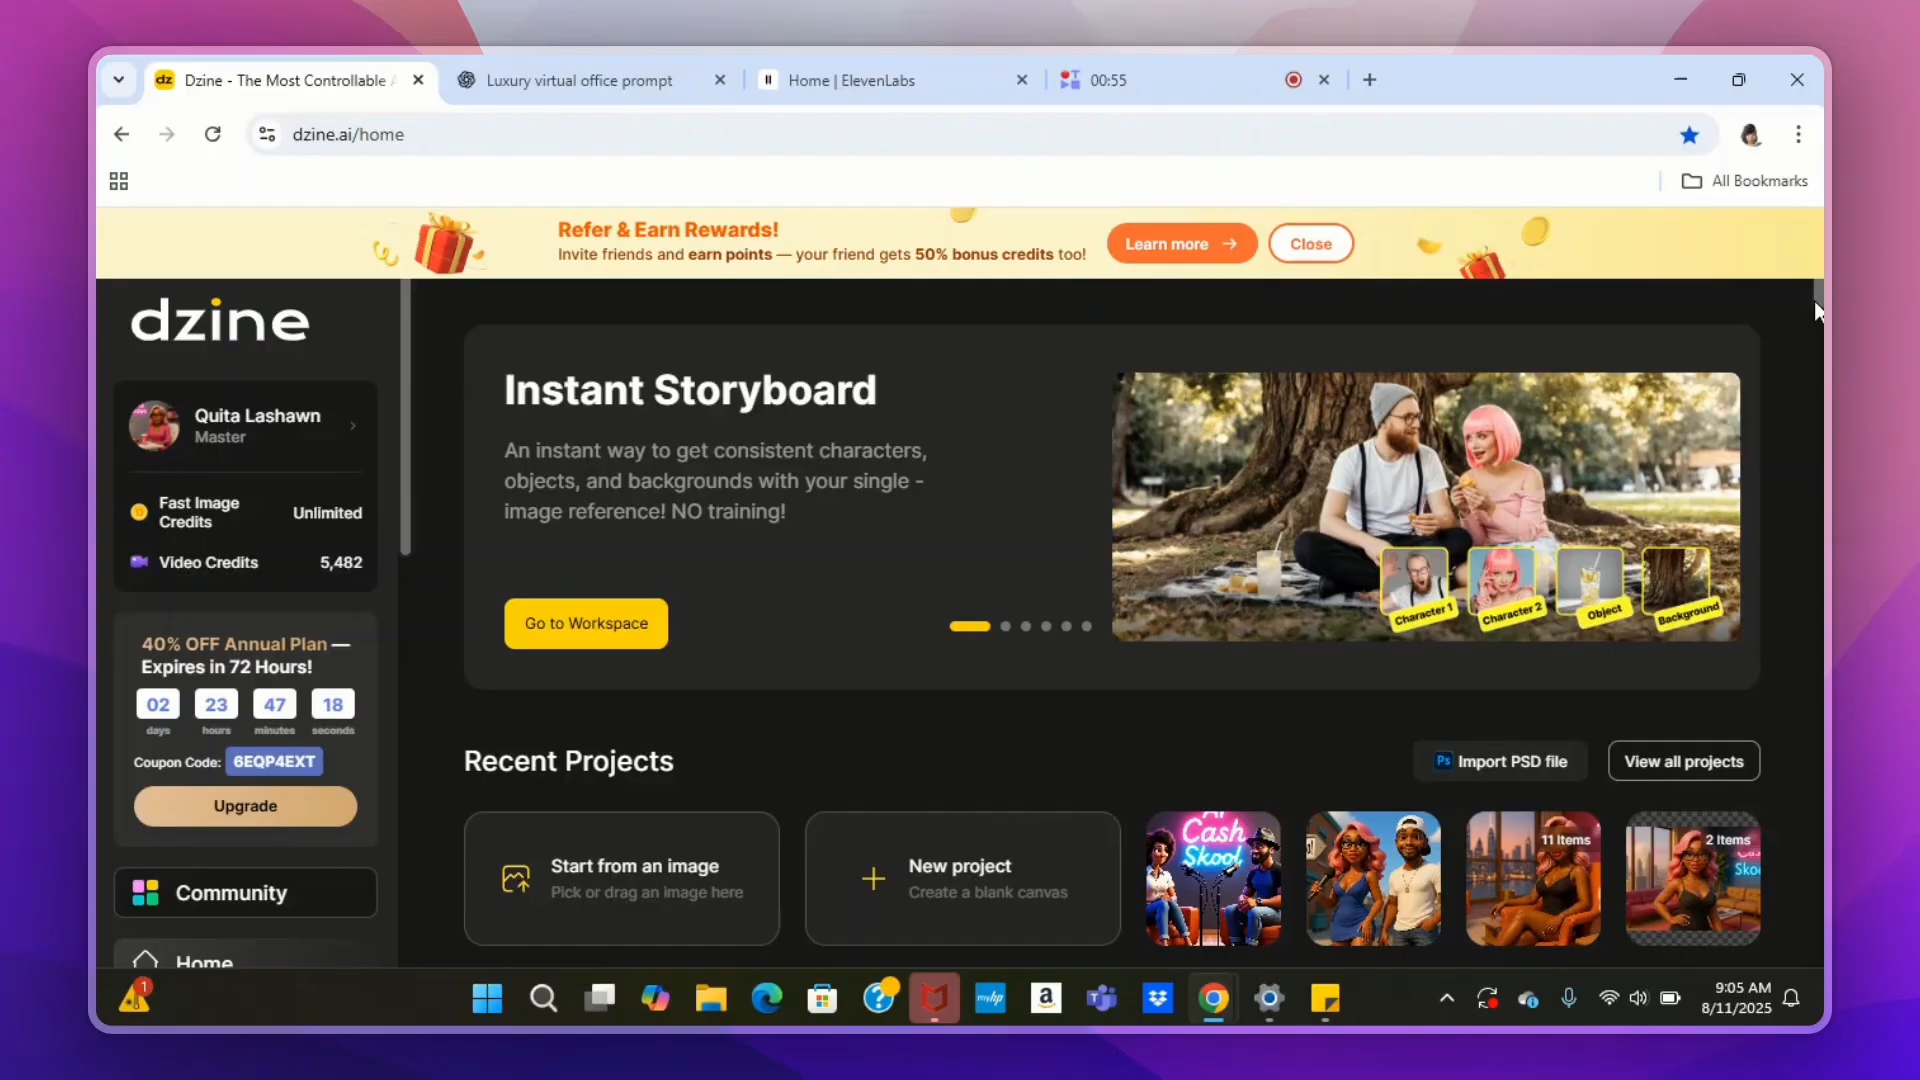 Dzine - The Most Controllable
Luxury virtual office prompt
Home | ElevenLabs
00:55
dzine.ai/home
All Bookmarks
Refer & Earn Rewards!
Invite friends and earn points — your friend gets 50% bonus credits too!
Learn more
Close
dzine
Quita Lashawn
Master
Fast Image
Credits
Unlimited
Video Credits
5,482
40% OFF Annual Plan —
Expires in 72 Hours!
02
23
47
18
days
hours
minutes
seconds
Coupon Code:
6EQP4EXT
Upgrade
Community
Home
Instant Storyboard
An instant way to get consistent characters,
objects, and backgrounds with your single -
image reference! NO training!
Go to Workspace
Character 1
Character 2
Object
Background
Recent Projects
Ps
Import PSD file
View all projects
Start from an image
Pick or drag an image here
New project
Create a blank canvas
AI
Cash
Skool
11 Items
2 Items
1
myhp
a
9:05 AM
8/11/2025